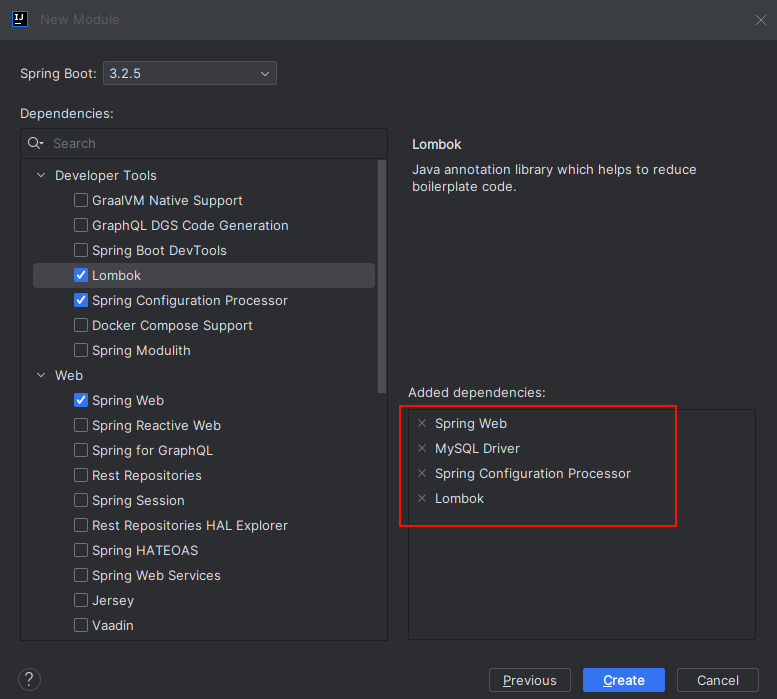 New Module
Spring Boot: 3.2.5
Dependencies:
Search
Developer Tools
GraalVM Native Support
GraphQL DGS Code Generation
Spring Boot DevTools
Lombok
Spring Configuration Processor
Docker Compose Support
Spring Modulith
Web
Spring Web
Spring Reactive Web
Spring for GraphQL
Rest Repositories
Spring Session
Rest Repositories HAL Explorer
Spring HATEOAS
Spring Web Services
Jersey
Vaadin
Lombok
Java annotation library which helps to reduce
boilerplate code.
Added dependencies:
Spring Web
MySQL Driver
Spring Configuration Processor
Lombok
?
Previous
Create
Cancel